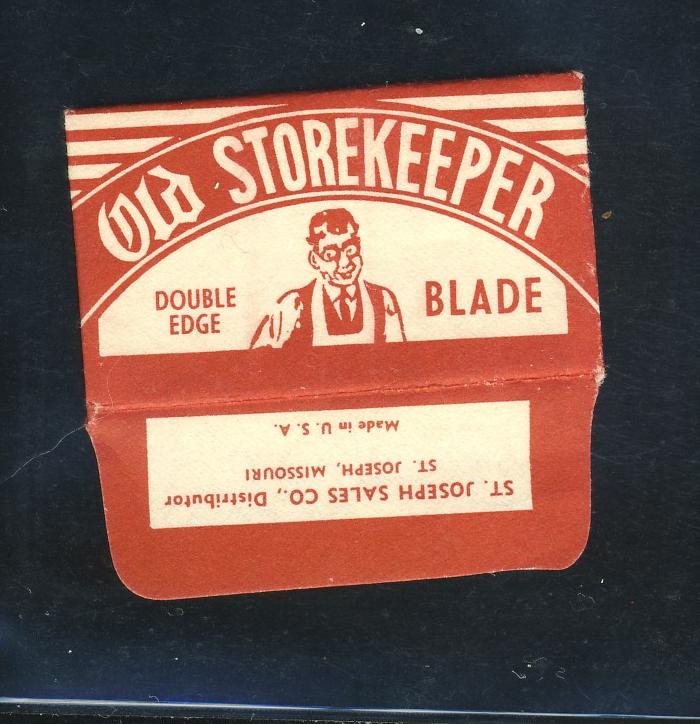 Old STOREKEEPER
DOUBLE
EDGE
BLADE
ST. JOSEPH SALES CO., Distributor
ST. JOSEPH, MISSOURI
Made in U. S. A.